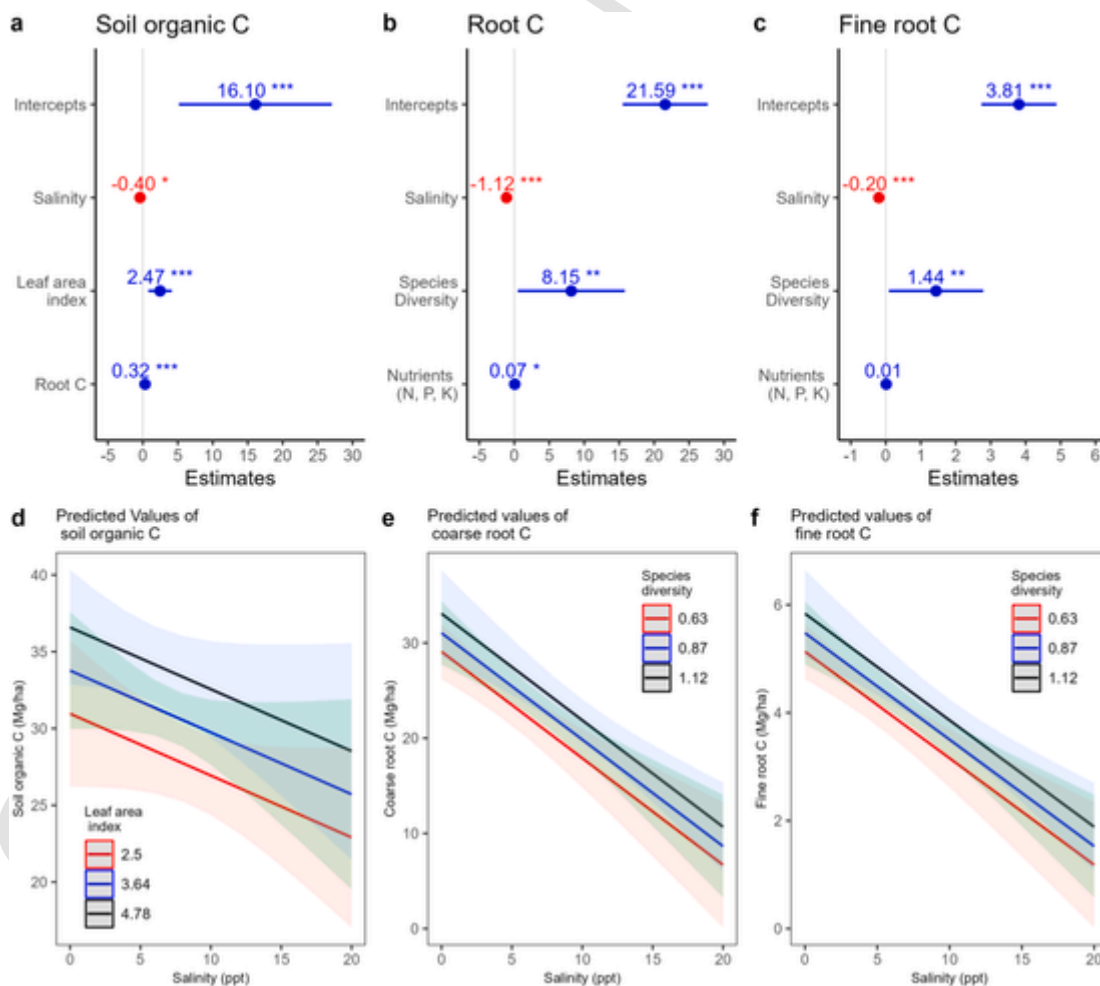 a Soil organic C
Intercepts
16.10 ***
Salinity
-0.40 *
Leaf area
index
2.47 ***
Root C
0.32 ***
-5 0 5 10 15 20 25 30
Estimates
b Root C
Intercepts
21.59 ***
Salinity
-1.12 ***
Species
Diversity
8.15 **
Nutrients
(N, P, K)
0.07 *
-5 0 5 10 15 20 25 30
Estimates
c Fine root C
Intercepts
3.81 ***
Salinity
-0.20 ***
Species
Diversity
1.44 **
Nutrients
(N, P, K)
0.01
-1 0 1 2 3 4 5 6
Estimates
d Predicted Values of
soil organic C
Soil organic C (Mg/ha)
40
35
30
25
20
Leaf area
index
2.5
3.64
4.78
0 5 10 15 20
Salinity (ppt)
e Predicted values of
coarse root C
Coarse root C (Mg/ha)
30
20
10
0
Species
diversity
0.63
0.87
1.12
0 5 10 15 20
Salinity (ppt)
f Predicted values of
fine root C
Fine root C (Mg/ha)
6
4
2
0
Species
diversity
0.63
0.87
1.12
0 5 10 15 20
Salinity (ppt)